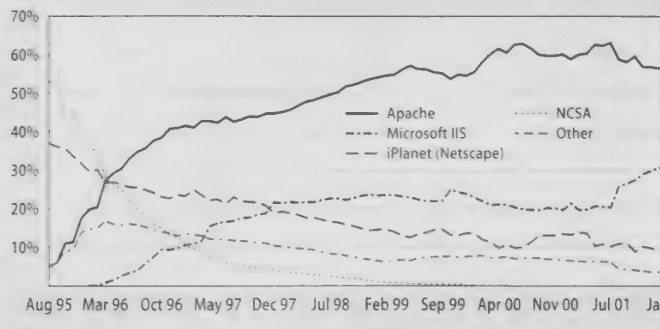 70%
60%
50%
40%
30%
20%
10%
Apache
NCSA
Microsoft IIS
Other
iPlanet (Netscape)
Aug 95 Mar 96 Oct 96 May 97 Dec 97 Jul 98 Feb 99 Sep 99 Apr 00 Nov 00 Jul 01 Ja